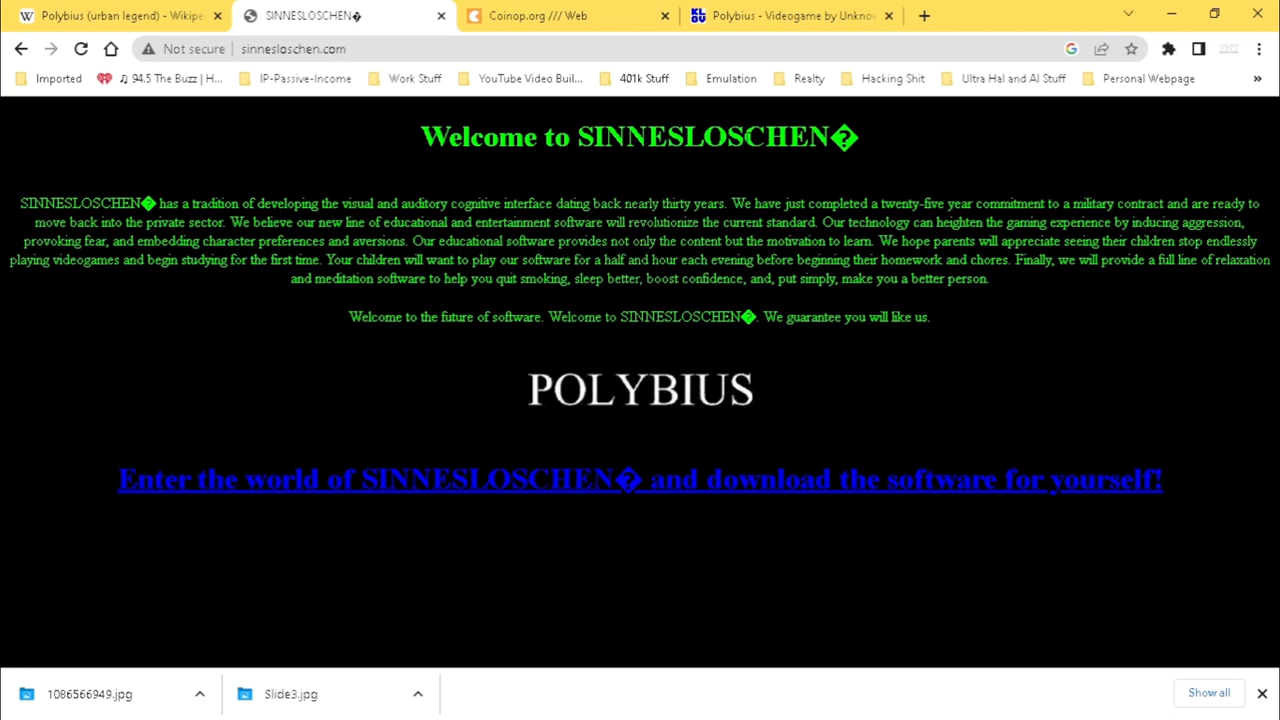 Polybius (urban legend) - Wikipe
SINNESLOSCHEN�
Coinop.org /// Web
Polybius - Videogame by Unknow
Not secure
sinnesloschen.com
Imported
♫ 94.5 The Buzz | H...
IP-Passive-Income
Work Stuff
YouTube Video Buil...
401k Stuff
Emulation
Realty
Hacking Shit
Ultra Hal and AI Stuff
Personal Webpage
»
Welcome to SINNESLOSCHEN�
SINNESLOSCHEN� has a tradition of developing the visual and auditory cognitive interface dating back nearly thirty years. We have just completed a twenty-five year commitment to a military contract and are ready to
move back into the private sector. We believe our new line of educational and entertainment software will revolutionize the current standard. Our technology can heighten the gaming experience by inducing aggression,
provoking fear, and embedding character preferences and aversions. Our educational software provides not only the content but the motivation to learn. We hope parents will appreciate seeing their children stop endlessly
playing videogames and begin studying for the first time. Your children will want to play our software for a half and hour each evening before beginning their homework and chores. Finally, we will provide a full line of relaxation
and meditation software to help you quit smoking, sleep better, boost confidence, and, put simply, make you a better person.
Welcome to the future of software. Welcome to SINNESLOSCHEN�. We guarantee you will like us.
POLYBIUS
Enter the world of SINNESLOSCHEN� and download the software for yourself!
1086566949.jpg
Slide3.jpg
Show all